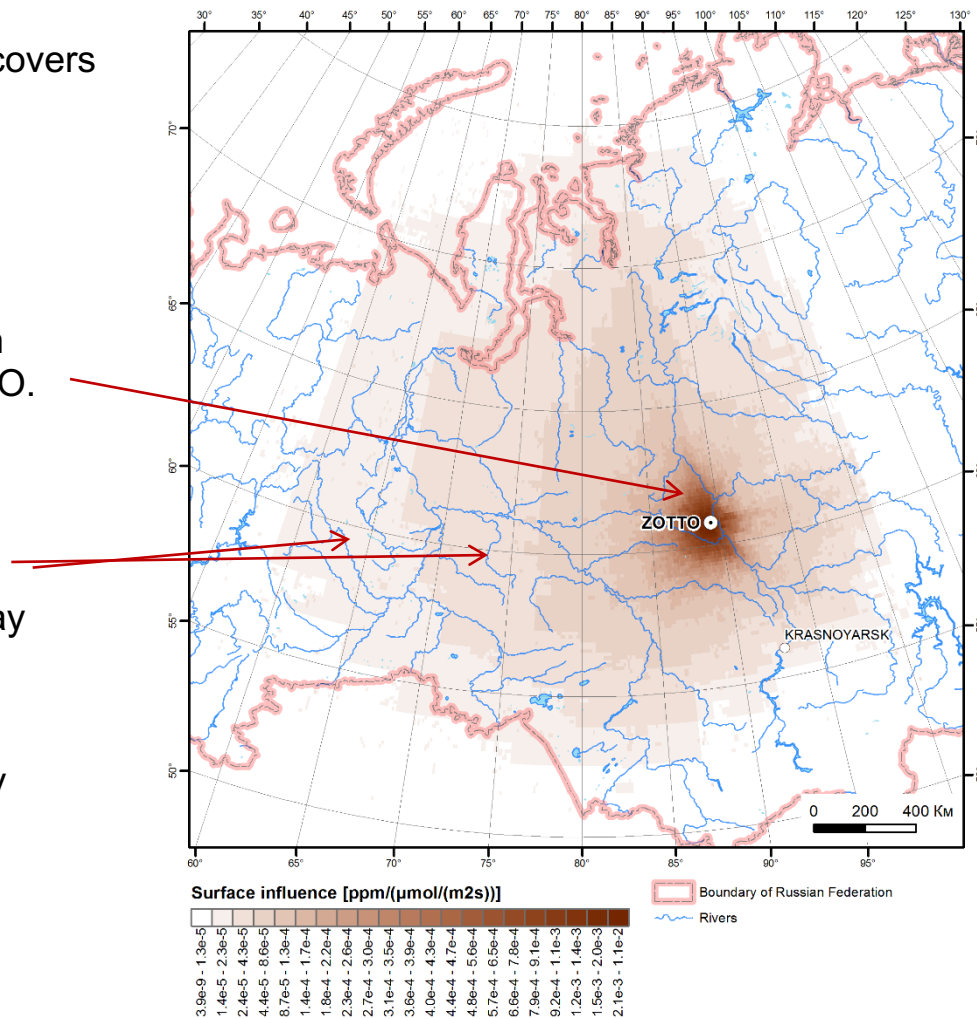 30° 35° 40° 45° 50° 55° 60° 65° 70° 75° 80° 85° 90° 95° 100° 105° 110° 115° 120° 125° 130°
covers
70°
65°
O.
60°
ZOTTO
ay
55°
KRASNOYARSK
y
50°
0 200 400 Км
60° 65° 70° 75° 80° 85° 90° 95°
Surface influence [ppm/(μmol/(m2s))]
3.9e-9 - 1.3e-5
1.4e-5 - 2.3e-5
2.4e-5 - 4.3e-5
4.4e-5 - 8.6e-5
8.7e-5 - 1.3e-4
1.4e-4 - 1.7e-4
1.8e-4 - 2.2e-4
2.3e-4 - 2.6e-4
2.7e-4 - 3.0e-4
3.1e-4 - 3.5e-4
3.6e-4 - 3.9e-4
4.0e-4 - 4.3e-4
4.4e-4 - 4.7e-4
4.8e-4 - 5.6e-4
5.7e-4 - 6.5e-4
6.6e-4 - 7.8e-4
7.9e-4 - 9.1e-4
9.2e-4 - 1.1e-3
1.2e-3 - 1.4e-3
1.5e-3 - 2.0e-3
2.1e-3 - 1.1e-2
Boundary of Russian Federation
Rivers